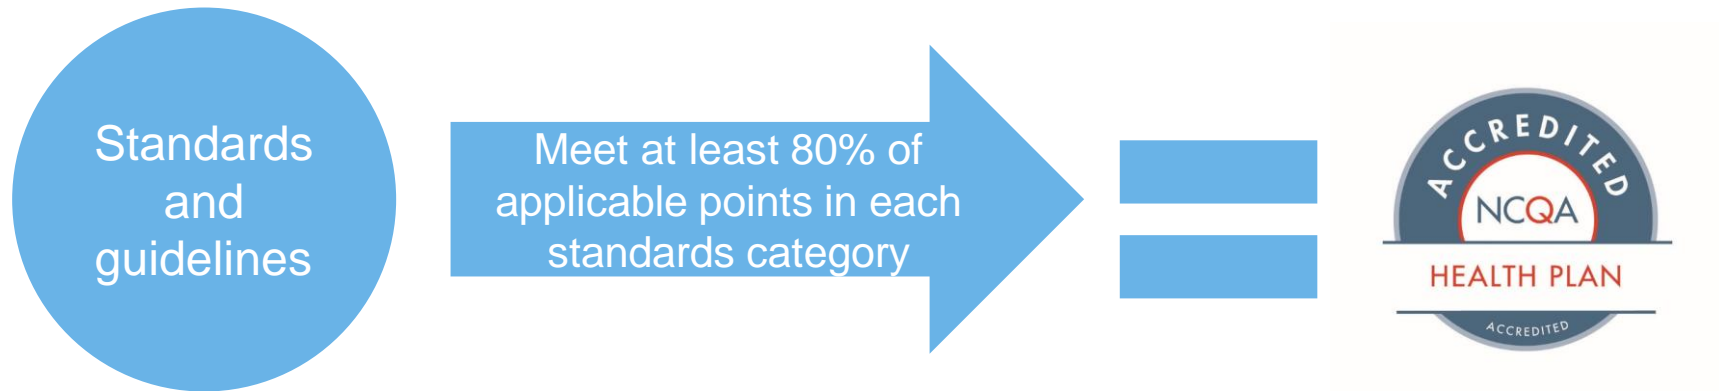 Standards
and
guidelines
Meet at least 80% of
applicable points in each
standards category
ACCREDITED
NCQA
HEALTH PLAN
ACCREDITED